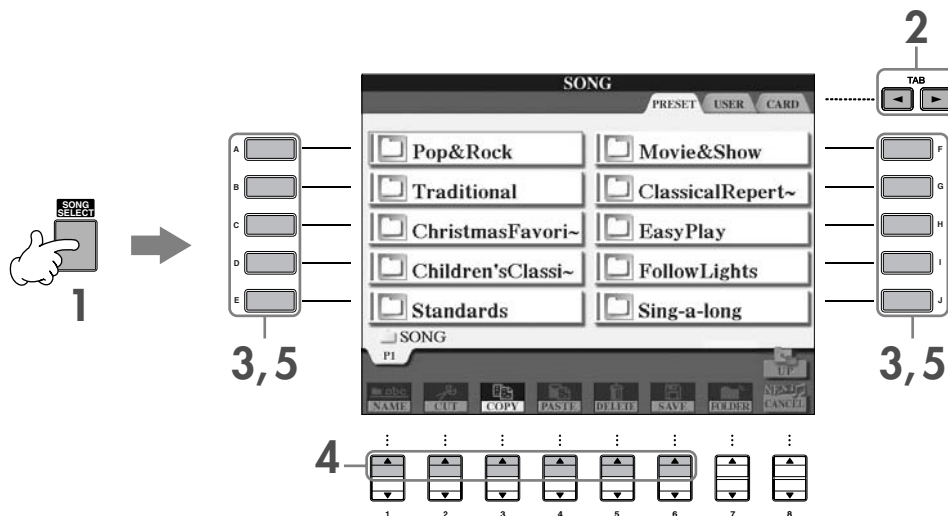 2
TAB
SONG
PRESET USER CARD
A Pop&Rock Movie&Show F
B Traditional ClassicalRepert~ G
SONG SELECT
C ChristmasFavori~ EasyPlay H
D Children'sClassi~ FollowLights I
E Standards Sing-a-long J
1
SONG
3, 5
P1
UP
3, 5
abc
NEXT
NAME CUT COPY PASTE DELETE SAVE FOLDER CANCEL
4
1 2 3 4 5 6 7 8